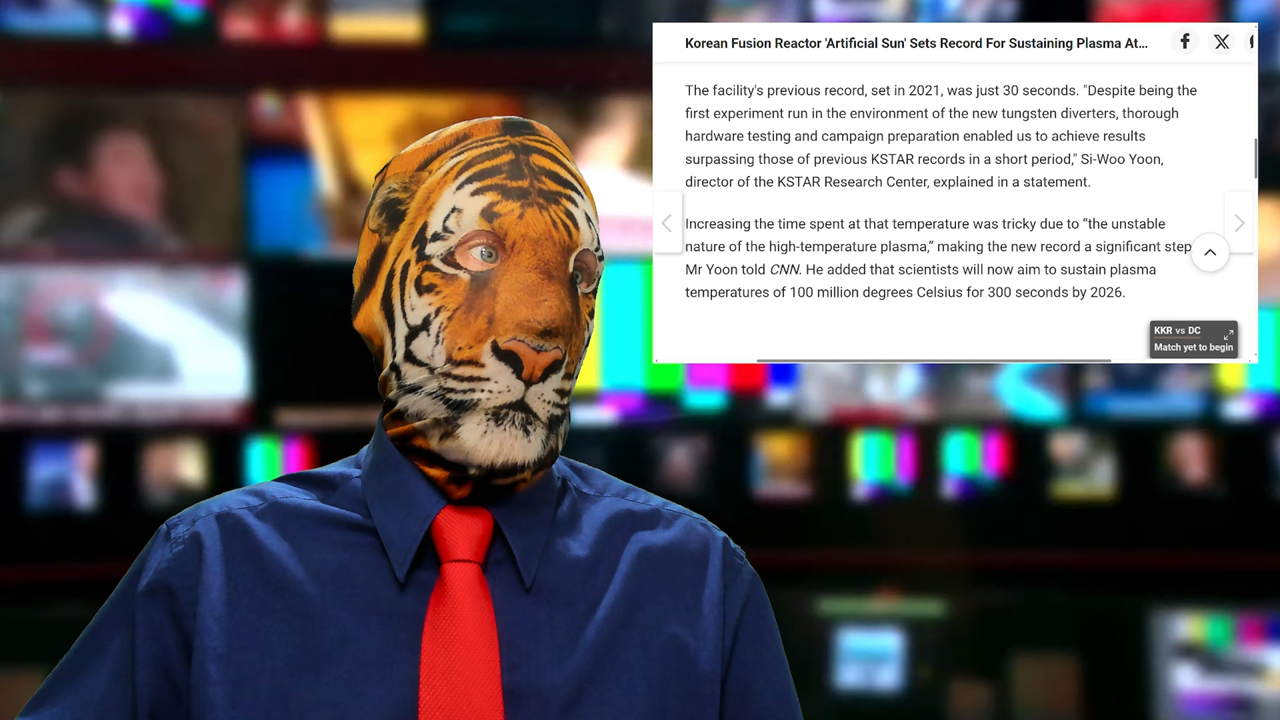 Korean Fusion Reactor 'Artificial Sun' Sets Record For Sustaining Plasma At...
The facility's previous record, set in 2021, was just 30 seconds. "Despite being the
first experiment run in the environment of the new tungsten diverters, thorough
hardware testing and campaign preparation enabled us to achieve results
surpassing those of previous KSTAR records in a short period," Si-Woo Yoon,
director of the KSTAR Research Center, explained in a statement.
Increasing the time spent at that temperature was tricky due to “the unstable
nature of the high-temperature plasma,” making the new record a significant step
Mr Yoon told CNN. He added that scientists will now aim to sustain plasma
temperatures of 100 million degrees Celsius for 300 seconds by 2026.
KKR vs DC
Match yet to begin